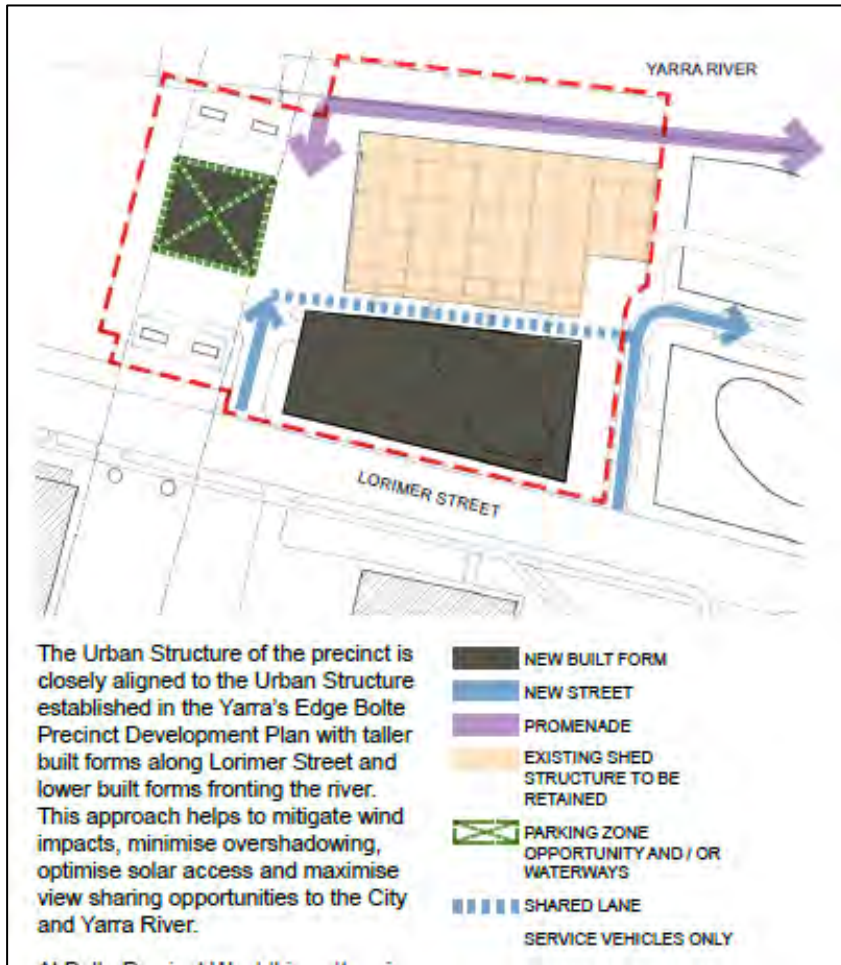 YARRA RIVER
LORIMER STREET
The Urban Structure of the precinct is
closely aligned to the Urban Structure
established in the Yarra's Edge Bolte
Precinct Development Plan with taller
built forms along Lorimer Street and
lower built forms fronting the river.
This approach helps to mitigate wind
impacts, minimise overshadowing,
optimise solar access and maximise
view sharing opportunities to the City
and Yarra River.
NEW BUILT FORM
NEW STREET
PROMENADE
EXISTING SHED
STRUCTURE TO BE
RETAINED
PARKING ZONE
OPPORTUNITY AND / OR
WATERWAYS
SHARED LANE
SERVICE VEHICLES ONLY